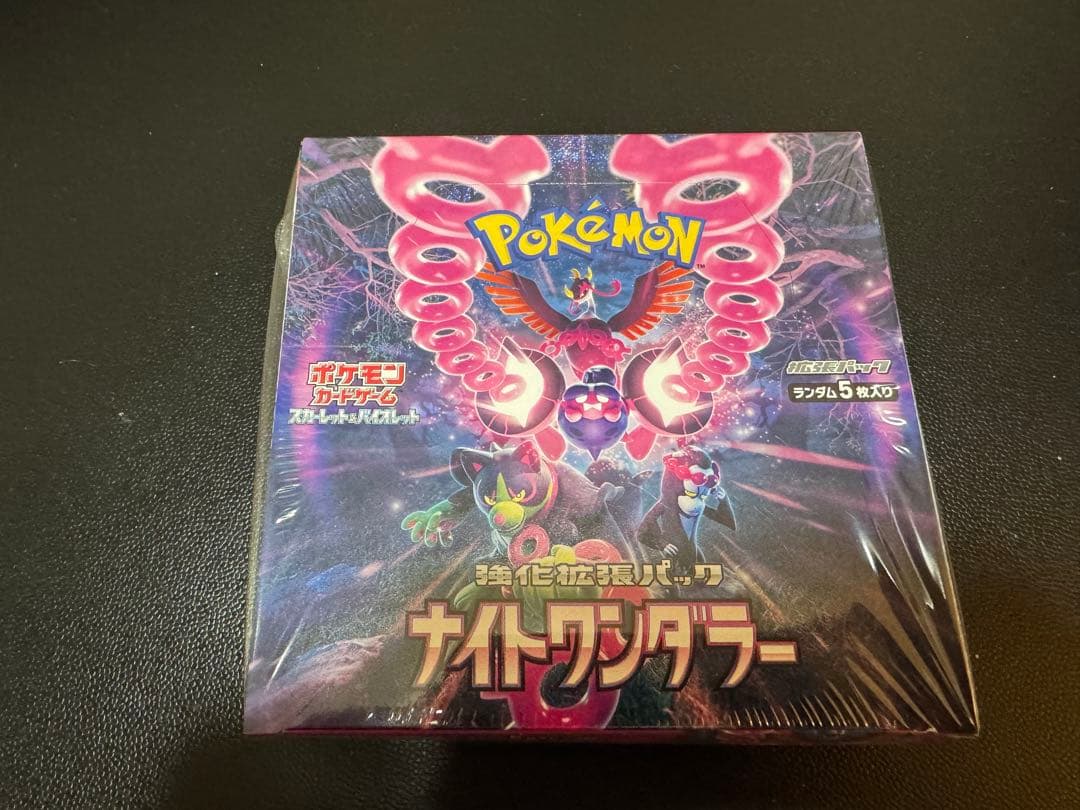 POKéMON
TM
ポケモン
カードゲーム
スカーレット&バイオレット
拡張パック
ランダム5枚入り
強化拡張パック
ナイトワンダラー